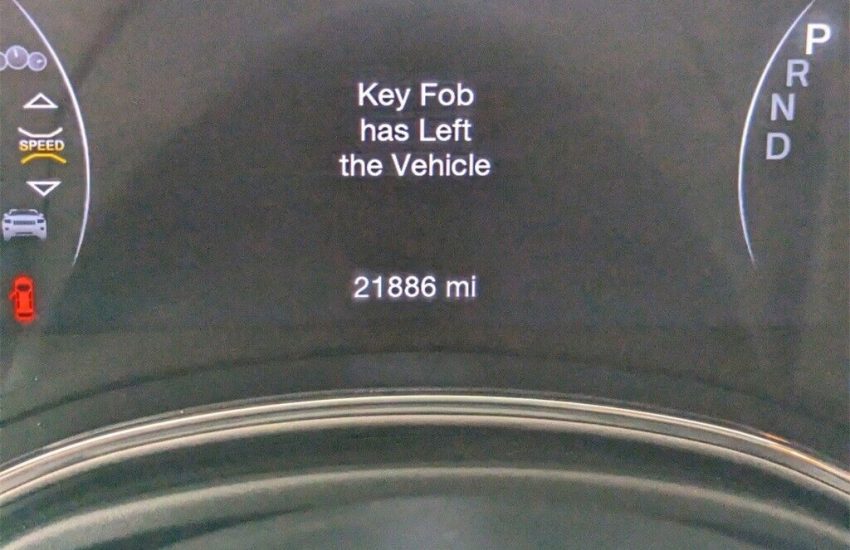 Key Fob
has Left
the Vehicle
21886 mi
SPEED
P
R
N
D